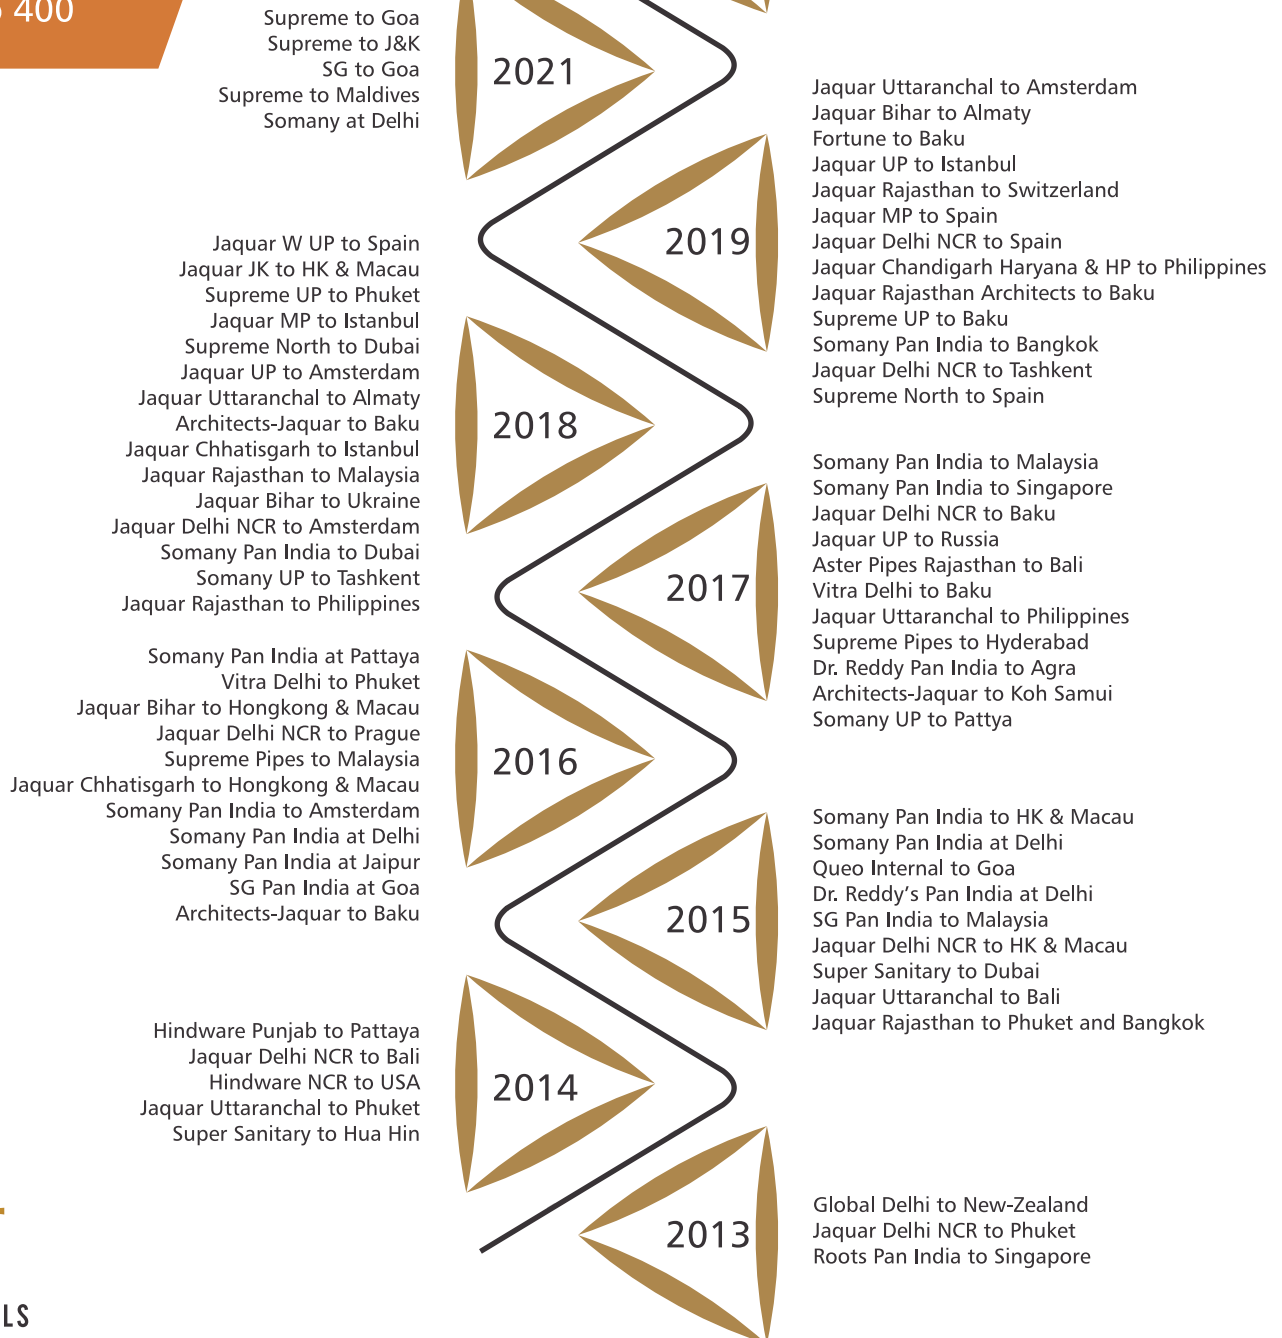 400
Supreme to Goa
Supreme to J&K
SG to Goa
Supreme to Maldives
Somany at Delhi
2021
Jaquar Uttaranchal to Amsterdam
Jaquar Bihar to Almaty
Fortune to Baku
Jaquar UP to Istanbul
Jaquar Rajasthan to Switzerland
Jaquar MP to Spain
Jaquar Delhi NCR to Spain
Jaquar Chandigarh Haryana & HP to Philippines
Jaquar Rajasthan Architects to Baku
Supreme UP to Baku
Somany Pan India to Bangkok
Jaquar Delhi NCR to Tashkent
Supreme North to Spain
2019
Jaquar W UP to Spain
Jaquar JK to HK & Macau
Supreme UP to Phuket
Jaquar MP to Istanbul
Supreme North to Dubai
Jaquar UP to Amsterdam
Jaquar Uttaranchal to Almaty
Architects-Jaquar to Baku
Jaquar Chhatisgarh to Istanbul
Jaquar Rajasthan to Malaysia
Jaquar Bihar to Ukraine
Jaquar Delhi NCR to Amsterdam
Somany Pan India to Dubai
Somany UP to Tashkent
Jaquar Rajasthan to Philippines
2018
Somany Pan India to Malaysia
Somany Pan India to Singapore
Jaquar Delhi NCR to Baku
Jaquar UP to Russia
Aster Pipes Rajasthan to Bali
Vitra Delhi to Baku
Jaquar Uttaranchal to Philippines
Supreme Pipes to Hyderabad
Dr. Reddy Pan India to Agra
Architects-Jaquar to Koh Samui
Somany UP to Pattya
2017
Somany Pan India at Pattaya
Vitra Delhi to Phuket
Jaquar Bihar to Hongkong & Macau
Jaquar Delhi NCR to Prague
Supreme Pipes to Malaysia
Jaquar Chhatisgarh to Hongkong & Macau
Somany Pan India to Amsterdam
Somany Pan India at Delhi
Somany Pan India at Jaipur
SG Pan India at Goa
Architects-Jaquar to Baku
2016
Somany Pan India to HK & Macau
Somany Pan India at Delhi
Queo Internal to Goa
Dr. Reddy’s Pan India at Delhi
SG Pan India to Malaysia
Jaquar Delhi NCR to HK & Macau
Super Sanitary to Dubai
Jaquar Uttaranchal to Bali
Jaquar Rajasthan to Phuket and Bangkok
2015
Hindware Punjab to Pattaya
Jaquar Delhi NCR to Bali
Hindware NCR to USA
Jaquar Uttaranchal to Phuket
Super Sanitary to Hua Hin
2014
Global Delhi to New-Zealand
Jaquar Delhi NCR to Phuket
Roots Pan India to Singapore
2013
LS